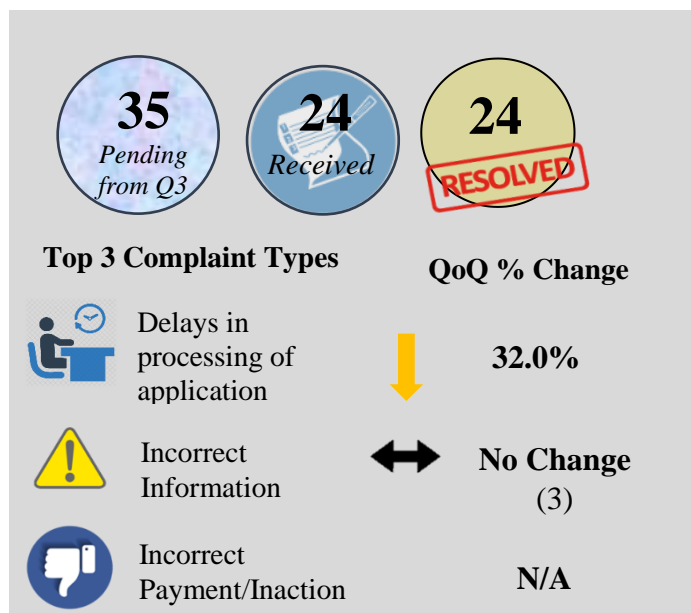 35
Pending
from Q3
24
Received
24
RESOLVED
Top 3 Complaint Types
QoQ % Change
Delays in
processing of
application
32.0%
Incorrect
Information
No Change
(3)
Incorrect
Payment/Inaction
N/A